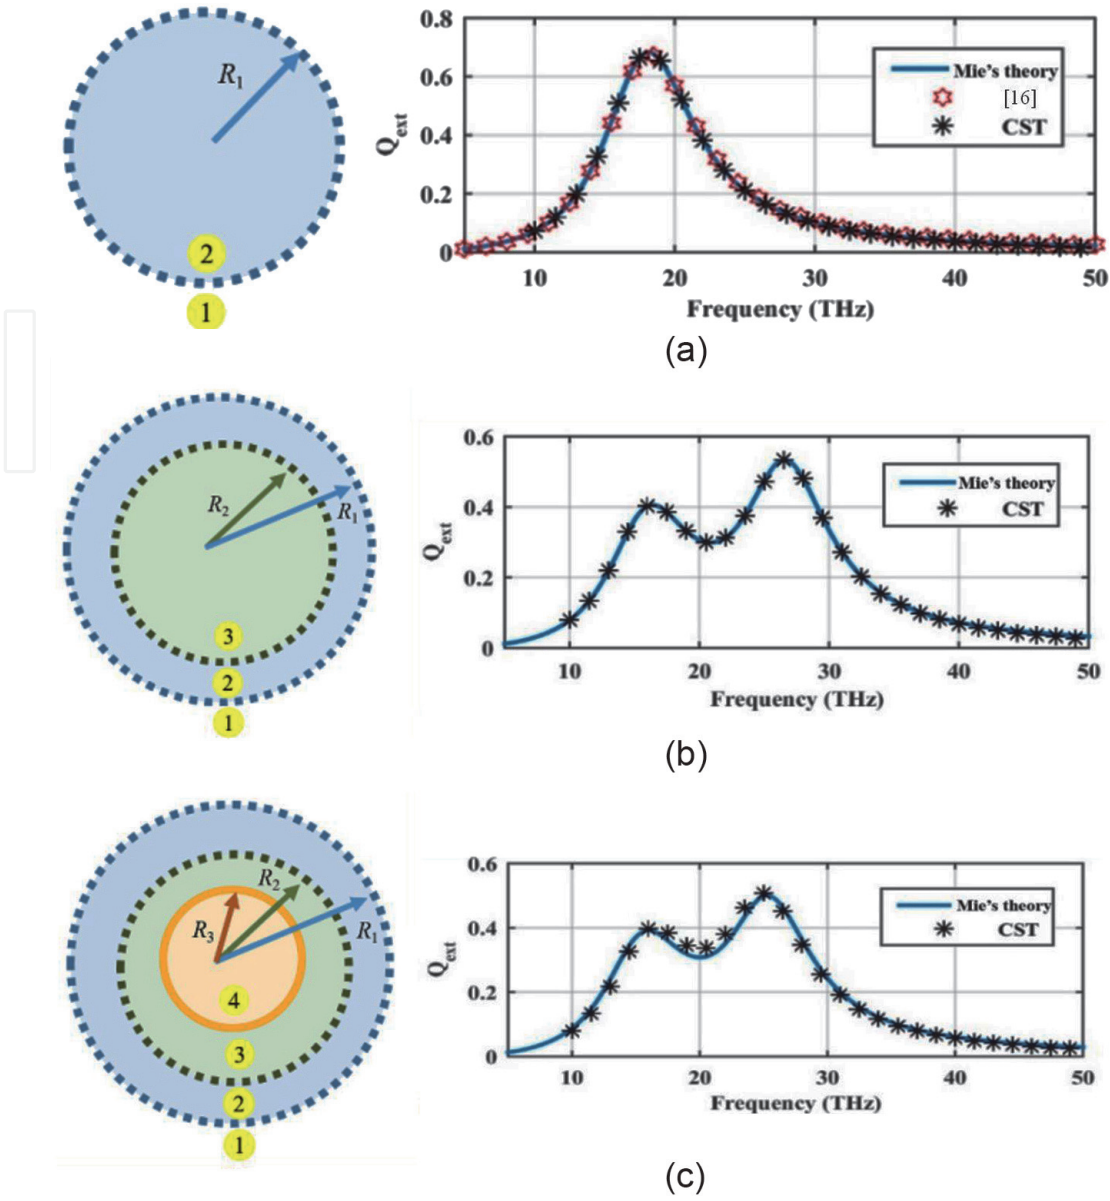 R1
2
1
0.8
0.6
0.4
0.2
0
Qext
10 20 30 40 50
Frequency (THz)
Mie's theory
[16]
CST
(a)
R2
R1
3
2
1
0.6
0.4
0.2
0
Qext
10 20 30 40 50
Frequency (THz)
Mie's theory
CST
(b)
R2
R3
R1
4
3
2
1
0.6
0.4
0.2
0
Qext
10 20 30 40 50
Frequency (THz)
Mie's theory
CST
(c)